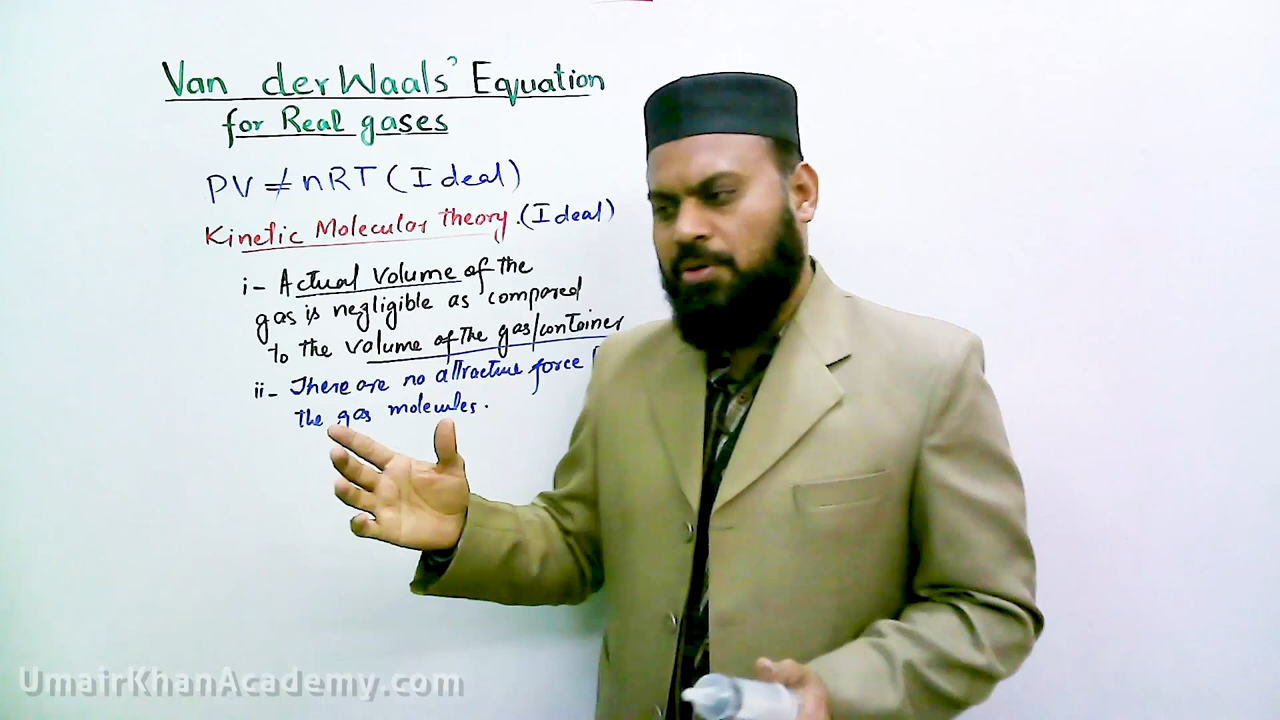 Van der Waals' Equation
for Real gases
PV ≠ nRT (Ideal)
Kinetic Molecular Theory. (Ideal)
i- Actual Volume of the
gas is negligible as compared
to the volume of the gas/container
ii- There are no attractive force
the gas molecules.
UmairKhanAcademy.com